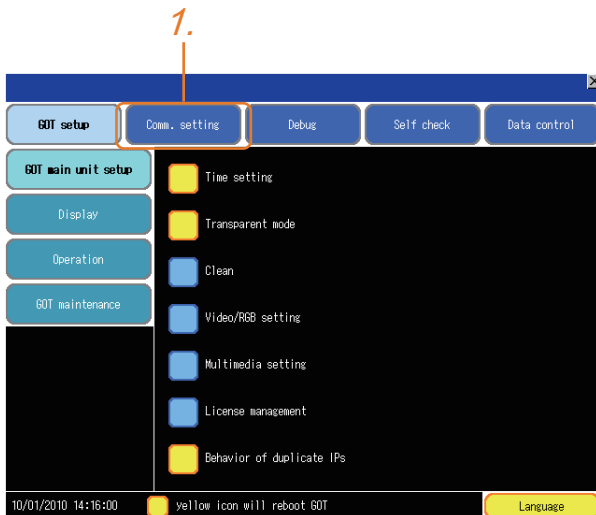 1.
GOT setup Comm. setting Debug Self check Data control
GOT main unit setup
Display
Operation
GOT maintenance
Time setting
Transparent mode
Clean
Video/RGB setting
Multimedia setting
License management
Behavior of duplicate IPs
10/01/2010 14:16:00 yellow icon will reboot GOT Language